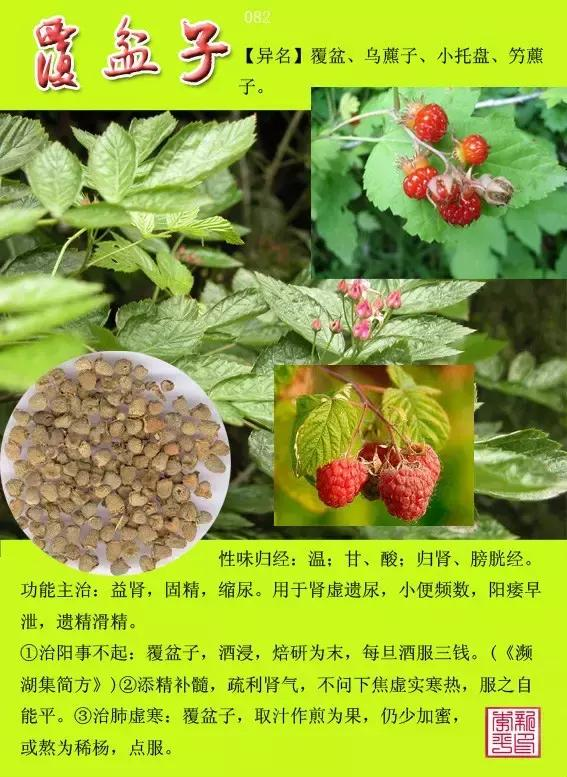 082
覆盆子
【异名】覆盆、乌藨子、小托盘、竻藨
子。
性味归经：温；甘、酸；归肾、膀胱经。
功能主治：益肾，固精，缩尿。用于肾虚遗尿，小便频数，阳痿早
泄，遗精滑精。
①治阳事不起：覆盆子，酒浸，焙研为末，每旦酒服三钱。(《濒
湖集简方》)②添精补髓，疏利肾气，不问下焦虚实寒热，服之自
能平。③治肺虚寒：覆盆子，取汁作煎为果，仍少加蜜，
或熬为稀杨，点服。